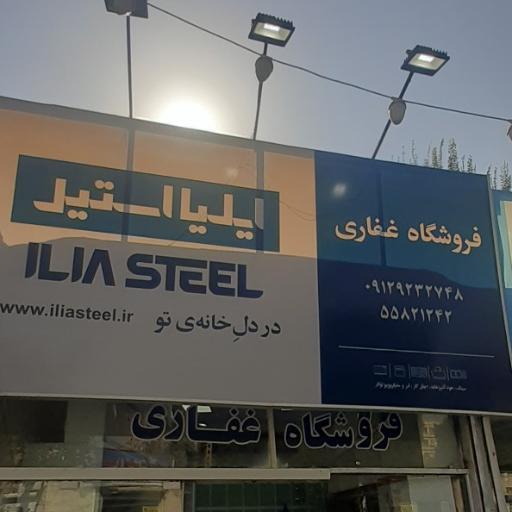 ایلیا استیل
ILIA STEEL
در دلِ خانه‌ی تو
www.iliasteel.ir
فروشگاه غفاری
۰۹۱۲۹۲۳۲۷۴۸
۵۵۸۲۱۲۴۲
فروشگاه غفاری